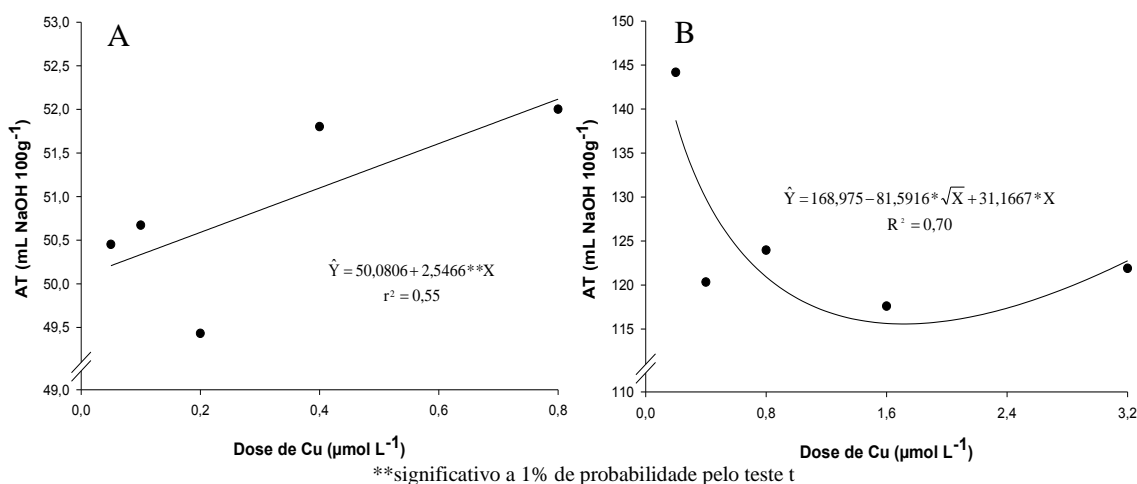 A
AT (mL NaOH 100g-1)
53,0
52,5
52,0
51,5
51,0
50,5
50,0
49,5
49,0
Ŷ = 50,0806 + 2,5466**X
r² = 0,55
0,0 0,2 0,4 0,6 0,8
Dose de Cu (µmol L-1)
B
AT (mL NaOH 100g-1)
150
145
140
135
130
125
120
115
110
Ŷ = 168,975 − 81,5916*√X + 31,1667*X
R² = 0,70
0,0 0,8 1,6 2,4 3,2
Dose de Cu (µmol L-1)
**significativo a 1% de probabilidade pelo teste t